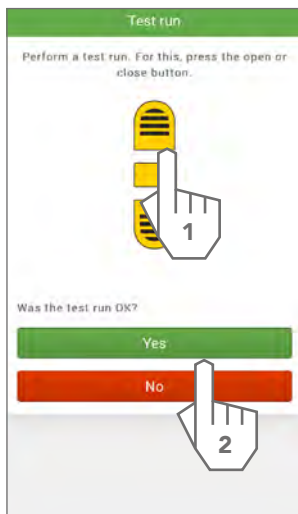 Test run
Perform a test run. For this, press the open or
close button.
1
Was the test run OK?
Yes
No
2